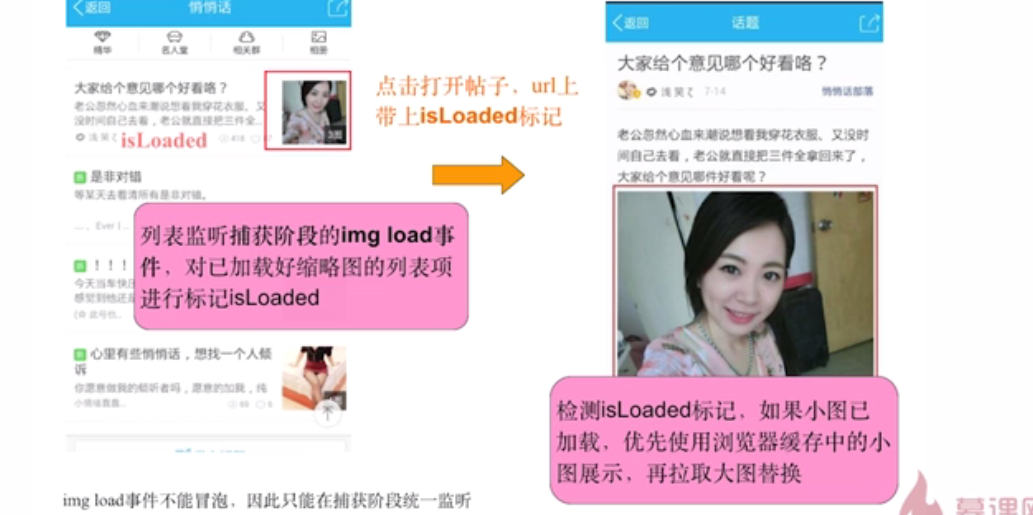 返回
悄悄话
精华
名人堂
相关群
相册
大家给个意见哪个好看咯？
老公忽然心血来潮说想看我穿花衣服、又
没时间自己去看，老公就直接把三件全...
浅笑ζ
isLoaded
418
3图
是非对错
等某天去看清所有是非对错。
..., Ever I ...
！！！
今天当车快
感觉到他还是
心里有些悄悄话，想找一个人倾
诉
你愿意做我的倾听者吗，愿意的加我，纯
69
6
列表监听捕获阶段的img load事
件，对已加载好缩略图的列表项
进行标记isLoaded
img load事件不能冒泡，因此只能在捕获阶段统一监听
点击打开帖子，url上
带上isLoaded标记
返回
话题
大家给个意见哪个好看咯？
浅笑ζ 7-14
悄悄话部落
老公忽然心血来潮说想看我穿花衣服、又没时
间自己去看，老公就直接把三件全拿回来了，
大家给个意见哪件好看呢？
检测isLoaded标记，如果小图已
加载，优先使用浏览器缓存中的小
图展示，再拉取大图替换
慕课网